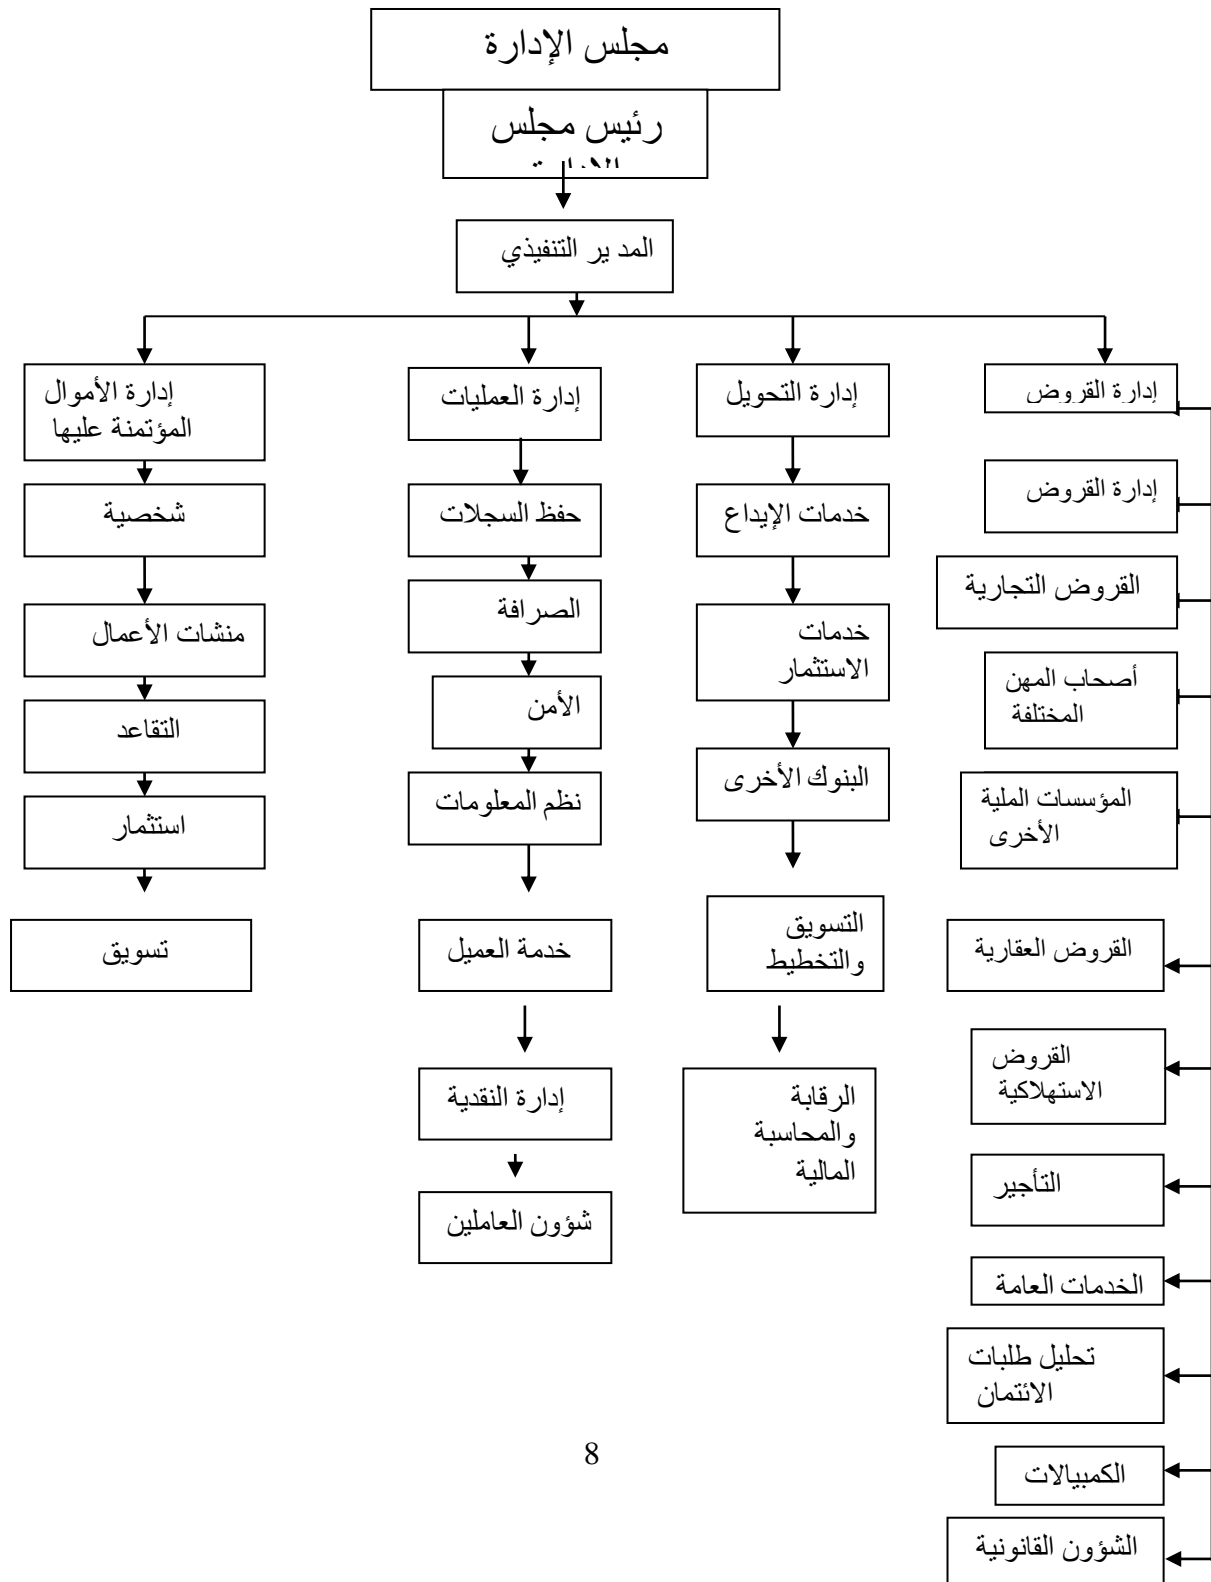 مجلس الإدارة
رئيس مجلس
المد ير التنفيذي
إدارة القروض
إدارة التحويل
إدارة العمليات
إدارة الأموال
المؤتمنة عليها
إدارة القروض
خدمات الإيداع
حفظ السجلات
شخصية
القروض التجارية
خدمات
الاستثمار
الصرافة
منشات الأعمال
أصحاب المهن
المختلفة
البنوك الأخرى
الأمن
التقاعد
المؤسسات الملية
الأخرى
نظم المعلومات
استثمار
القروض العقارية
التسويق
والتخطيط
خدمة العميل
تسويق
القروض
الاستهلاكية
الرقابة
والمحاسبة
المالية
إدارة النقدية
التأجير
شؤون العاملين
الخدمات العامة
تحليل طلبات
الائتمان
الكمبيالات
الشؤون القانونية
8